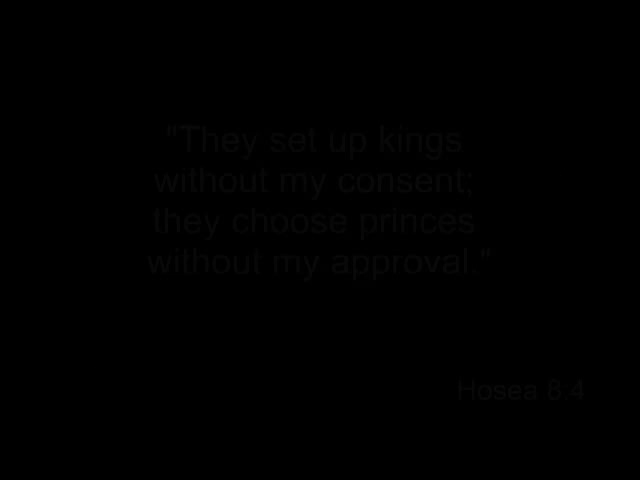 "They set up kings
without my consent;
they choose princes
without my approval."
Hosea 8:4